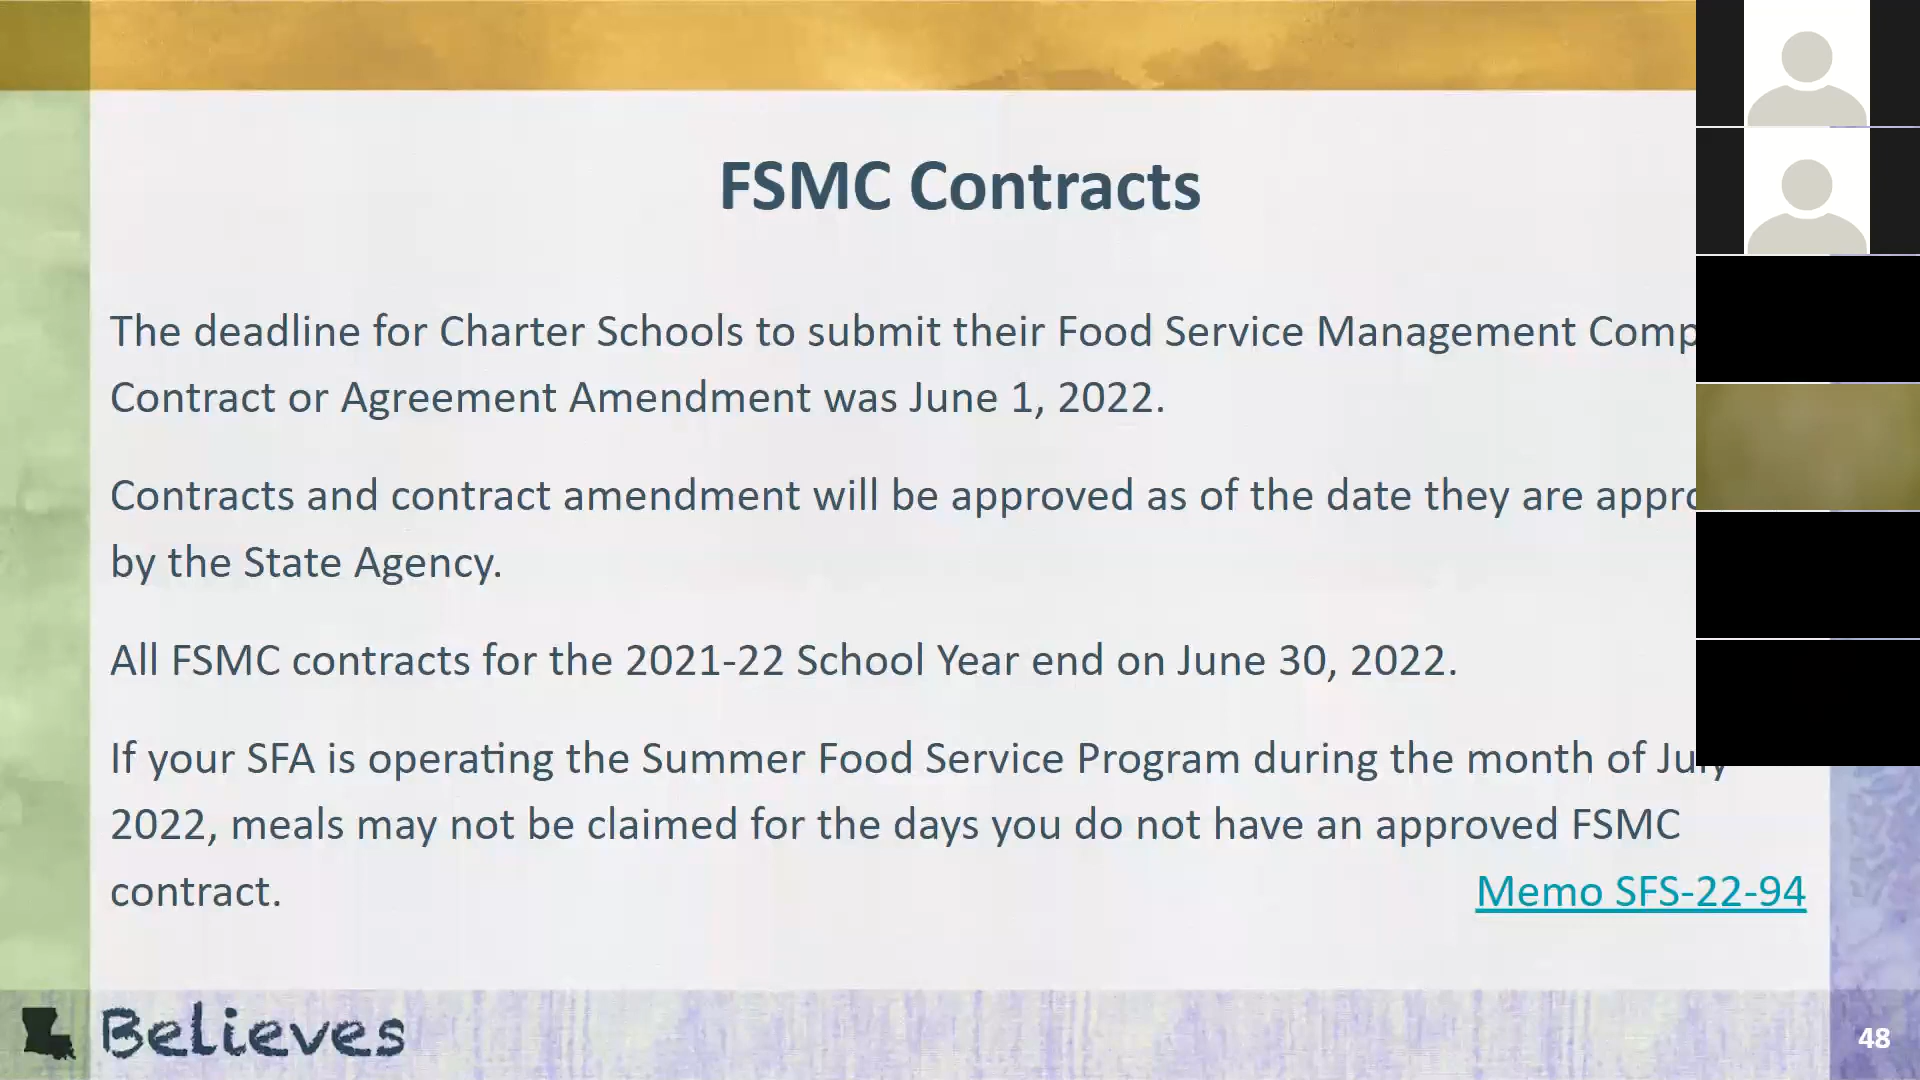 FSMC Contracts
The deadline for Charter Schools to submit their Food Service Management
Contract or Agreement Amendment was June 1, 2022.
Contracts and contract amendment will be approved as of the date they are
by the State Agency.
All FSMC contracts for the 2021-22 School Year end on June 30, 2022.
If your SFA is operating the Summer Food Service Program during the month of July
2022, meals may not be claimed for the days you do not have an approved FSMC
contract. Memo SFS-22-94
Believes
48